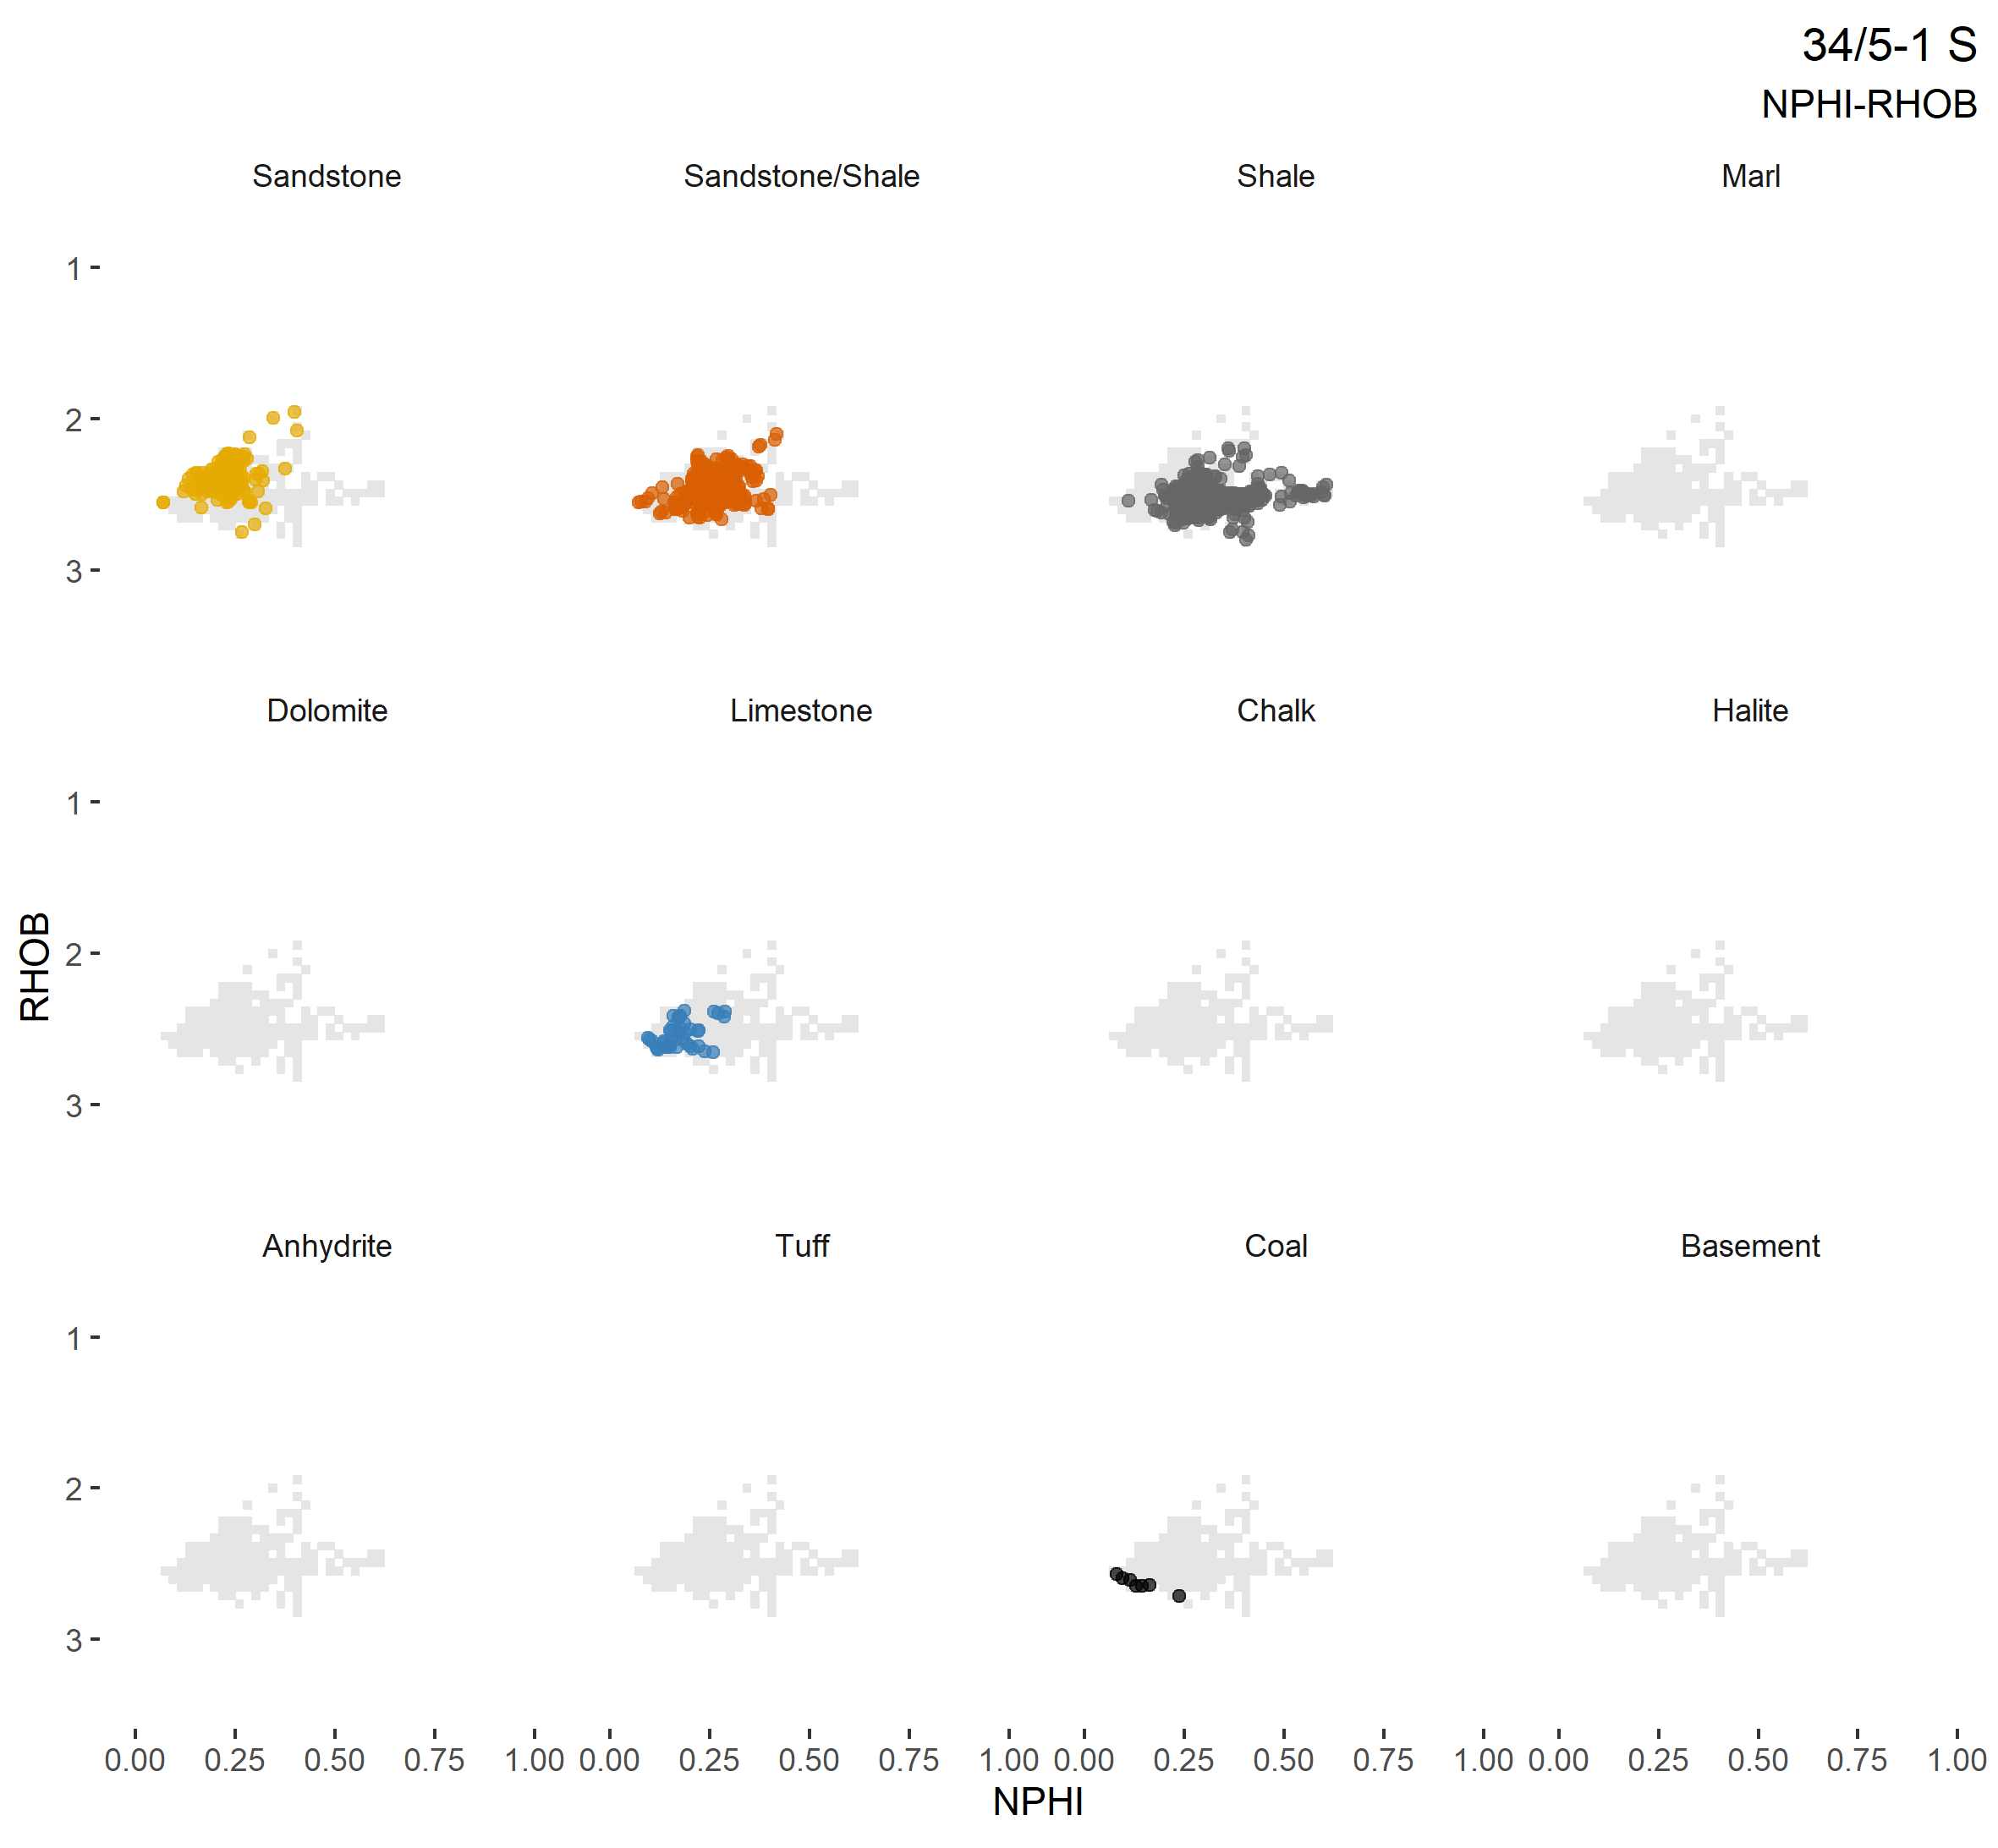 34/5-1 S
NPHI-RHOB
Sandstone Sandstone/Shale Shale Marl
1
2
3
Dolomite Limestone Chalk Halite
1
2
3
RHOB
Anhydrite Tuff Coal Basement
1
2
3
0.00 0.25 0.50 0.75 1.00 0.00 0.25 0.50 0.75 1.00 0.00 0.25 0.50 0.75 1.00 0.00 0.25 0.50 0.75 1.00
NPHI